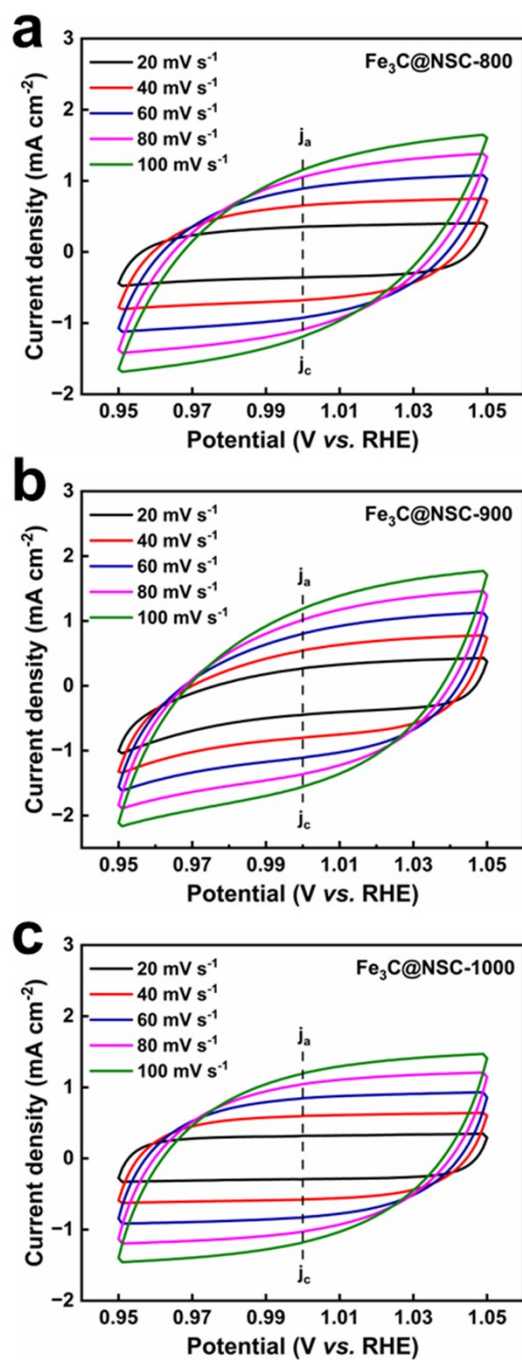 a
Fe₃C@NSC-800
20 mV s⁻¹
40 mV s⁻¹
60 mV s⁻¹
80 mV s⁻¹
100 mV s⁻¹
jₐ
j꜀
Current density (mA cm⁻²)
3
2
1
0
−1
−2
0.95 0.97 0.99 1.01 1.03 1.05
Potential (V vs. RHE)
b
Fe₃C@NSC-900
20 mV s⁻¹
40 mV s⁻¹
60 mV s⁻¹
80 mV s⁻¹
100 mV s⁻¹
jₐ
j꜀
Current density (mA cm⁻²)
3
2
1
0
−1
−2
0.95 0.97 0.99 1.01 1.03 1.05
Potential (V vs. RHE)
c
Fe₃C@NSC-1000
20 mV s⁻¹
40 mV s⁻¹
60 mV s⁻¹
80 mV s⁻¹
100 mV s⁻¹
jₐ
j꜀
Current density (mA cm⁻²)
3
2
1
0
−1
−2
0.95 0.97 0.99 1.01 1.03 1.05
Potential (V vs. RHE)